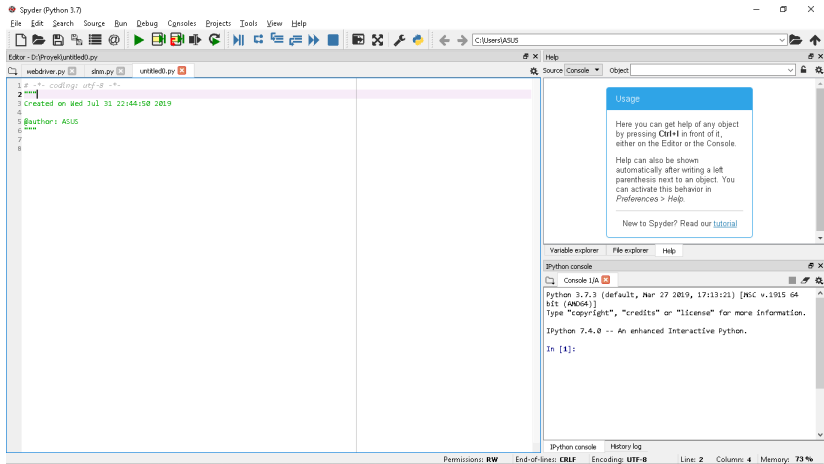 Spyder (Python 3.7)
File Edit Search Source Run Debug Consoles Projects Tools View Help
C:\Users\ASUS
Editor - D:\Proyek\untitled0.py
webdriver.py slnm.py untitled0.py
1 # -*- coding: utf-8 -*-
2 """
3 Created on Wed Jul 31 22:44:50 2019
4
5 @author: ASUS
6 """
7
8
Help
Source Console Object
Usage
Here you can get help of any object
by pressing Ctrl+I in front of it,
either on the Editor or the Console.
Help can also be shown
automatically after writing a left
parenthesis next to an object. You
can activate this behavior in
Preferences > Help.
New to Spyder? Read our tutorial
Variable explorer File explorer Help
IPython console
Console 1/A
Python 3.7.3 (default, Mar 27 2019, 17:13:21) [MSC v.1915 64
bit (AMD64)]
Type "copyright", "credits" or "license" for more information.
IPython 7.4.0 -- An enhanced Interactive Python.
In [1]:
IPython console History log
Permissions: RW End-of-lines: CRLF Encoding: UTF-8 Line: 2 Column: 4 Memory: 73 %